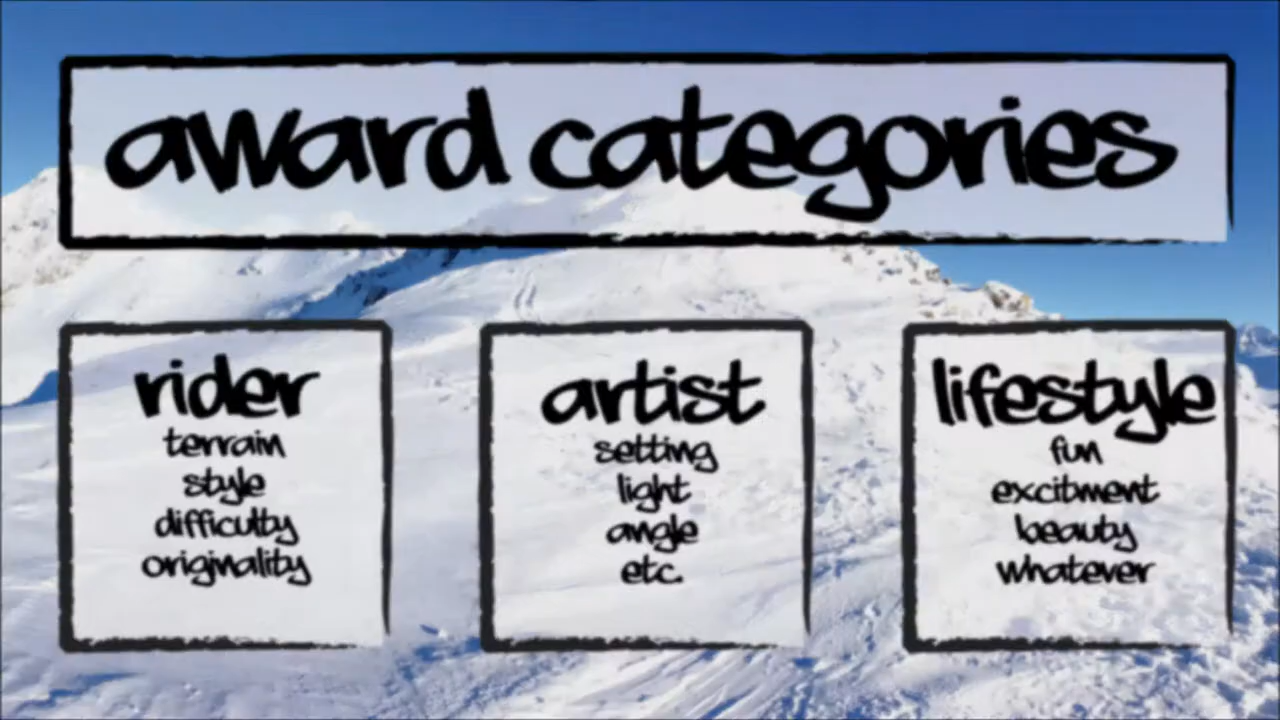 award categories
rider
terrain
style
difficulty
originality
artist
setting
light
angle
etc.
lifestyle
fun
excitment
beauty
whatever